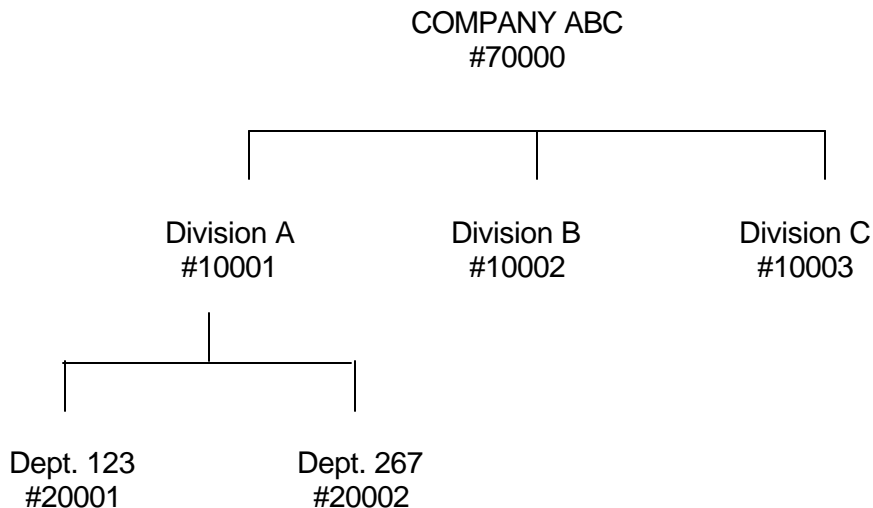 COMPANY ABC
#70000
Division A
#10001
Division B
#10002
Division C
#10003
Dept. 123
#20001
Dept. 267
#20002